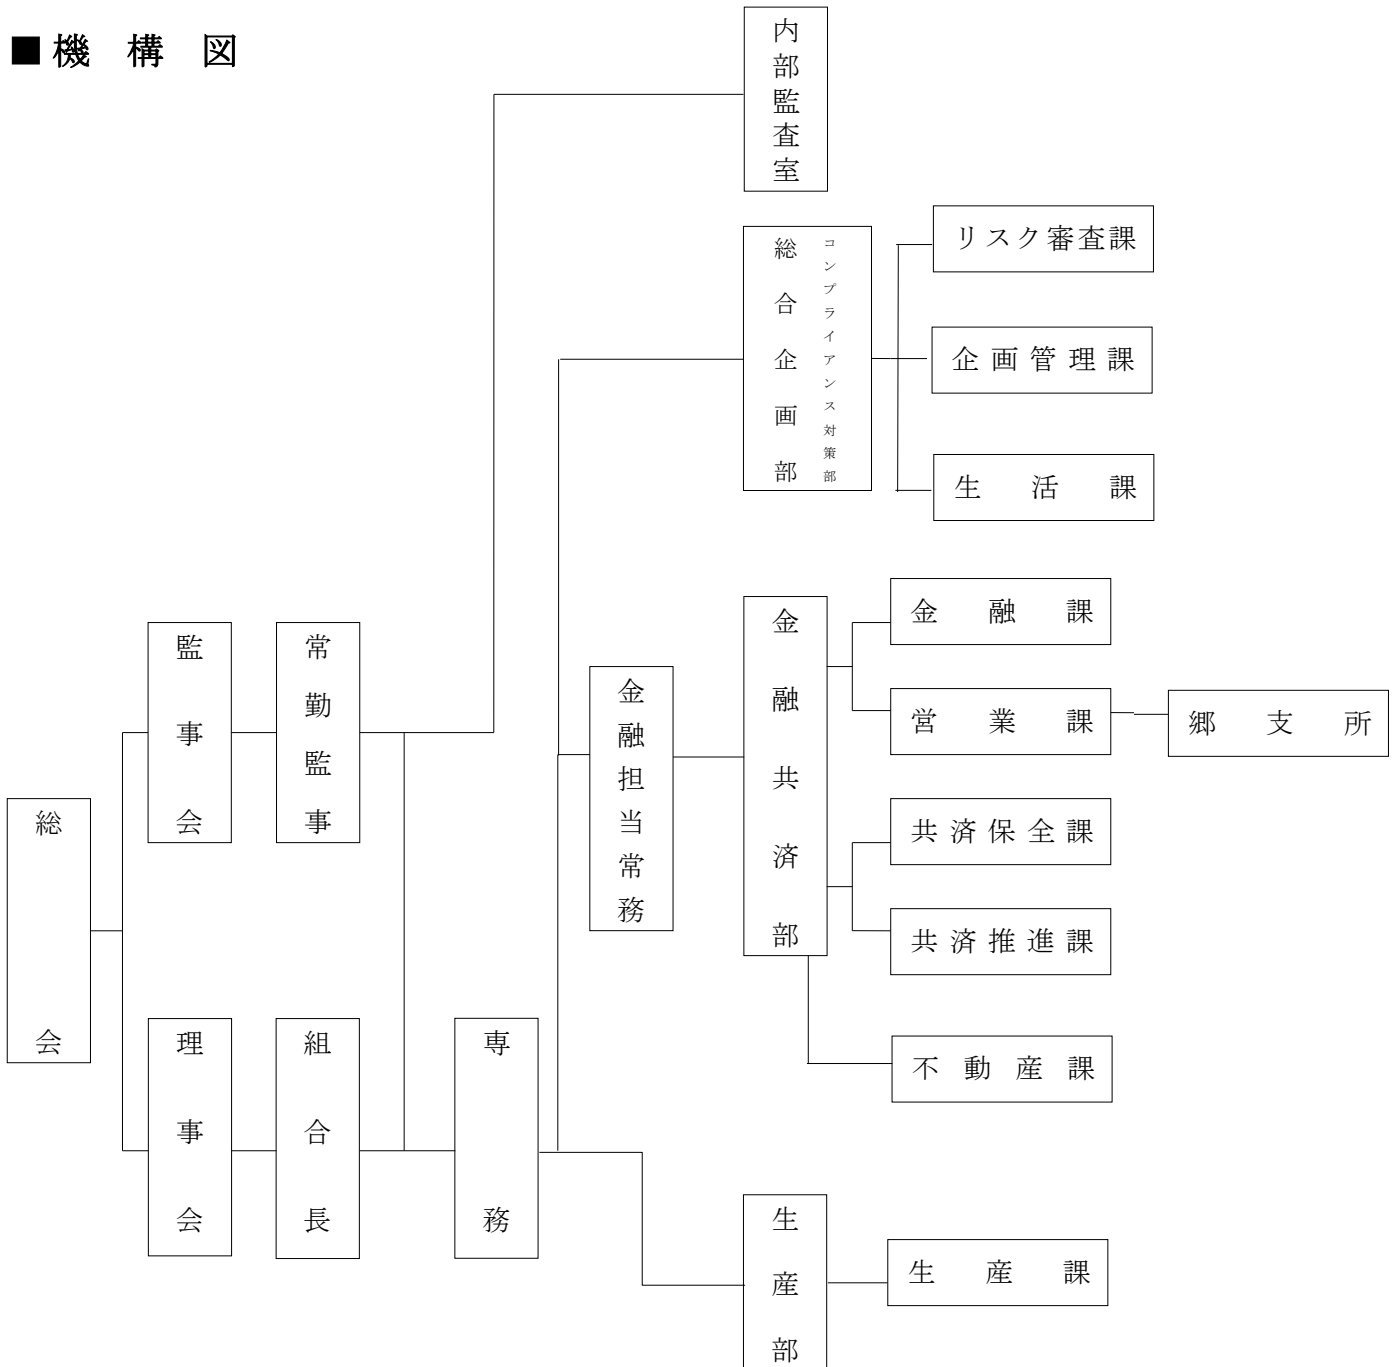 ■機 構 図
内部監査室
総合企画部
コンプライアンス対策部
リスク審査課
企画管理課
生活課
監事会
常勤監事
金融担当常務
金融共済部
金融課
営業課
郷支所
共済保全課
共済推進課
不動産課
総会
理事会
組合長
専務
生産部
生産課